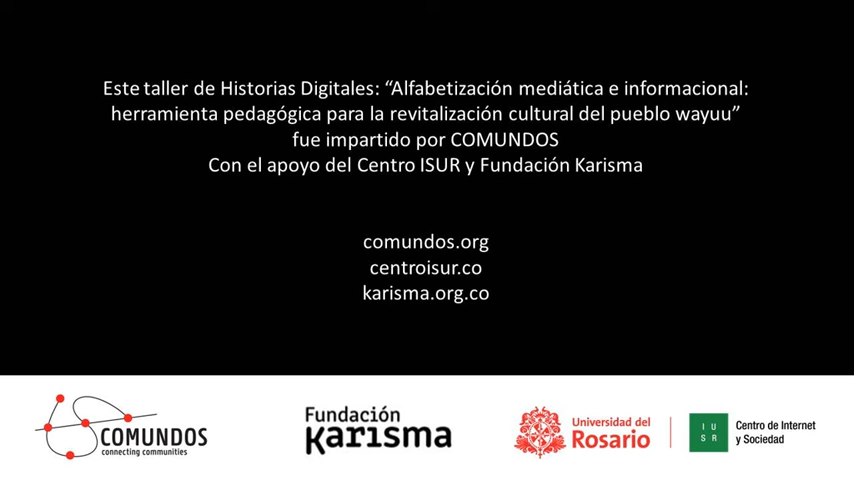 Este taller de Historias Digitales: “Alfabetización mediática e informacional:
herramienta pedagógica para la revitalización cultural del pueblo wayuu”
fue impartido por COMUNDOS
Con el apoyo del Centro ISUR y Fundación Karisma
comundos.org
centroisur.co
karisma.org.co
COMUNDOS
connecting communities
Fundación
Karisma
Universidad del
Rosario
IU
SR
Centro de Internet
y Sociedad